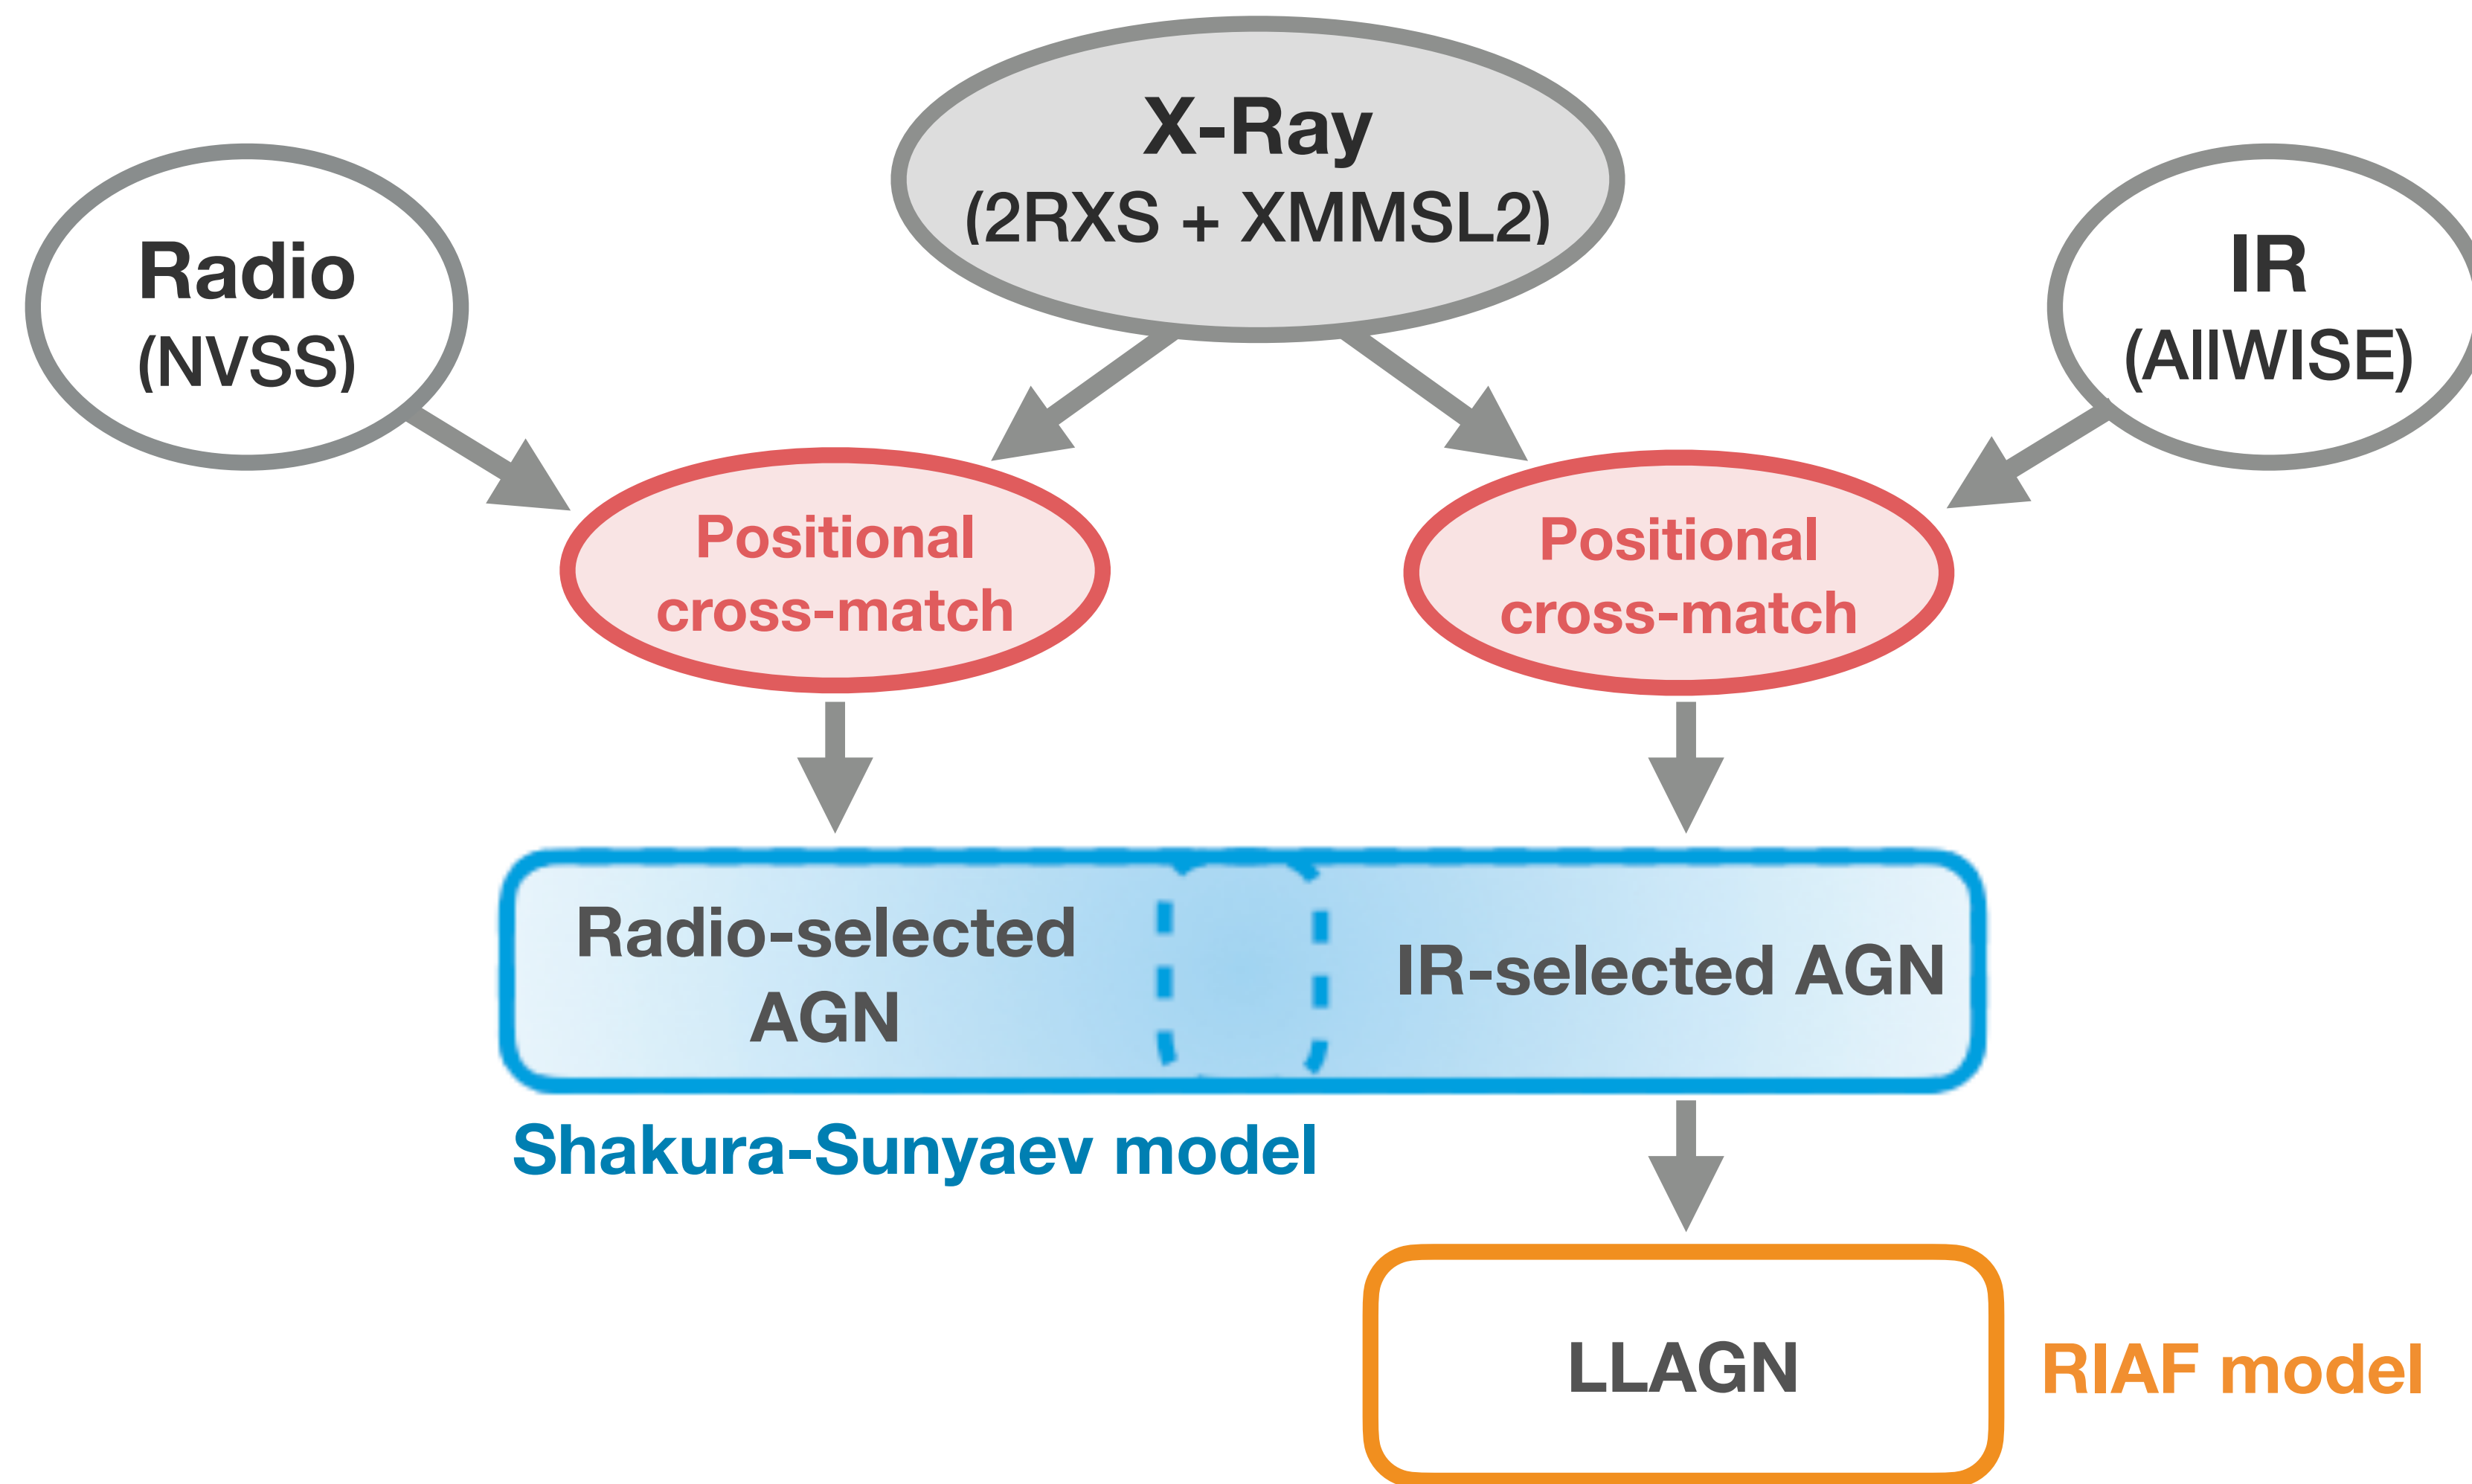 X-Ray
(2RXS + XMMSL2)
Radio
(NVSS)
IR
(AllWISE)
Positional
cross-match
Positional
cross-match
Radio-selected
AGN
IR-selected AGN
Shakura-Sunyaev model
LLAGN
RIAF model